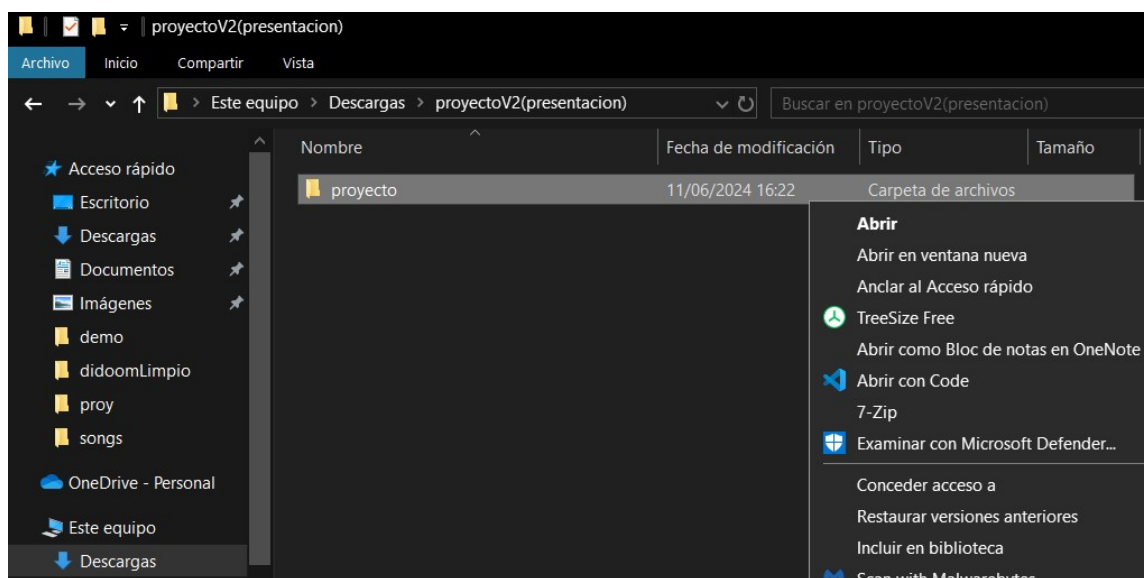 proyectoV2(presentacion)
Archivo Inicio Compartir Vista
Este equipo > Descargas > proyectoV2(presentacion) Buscar en proyectoV2(presentacion)
Nombre Fecha de modificación Tipo Tamaño
Acceso rápido
proyecto 11/06/2024 16:22 Carpeta de archivos
Escritorio
Descargas
Documentos
Imágenes
demo
didoomLimpio
proy
songs
OneDrive - Personal
Este equipo
Descargas
Abrir
Abrir en ventana nueva
Anclar al Acceso rápido
TreeSize Free
Abrir como Bloc de notas en OneNote
Abrir con Code
7-Zip
Examinar con Microsoft Defender...
Conceder acceso a
Restaurar versiones anteriores
Incluir en biblioteca
Scan with Malwarebytes